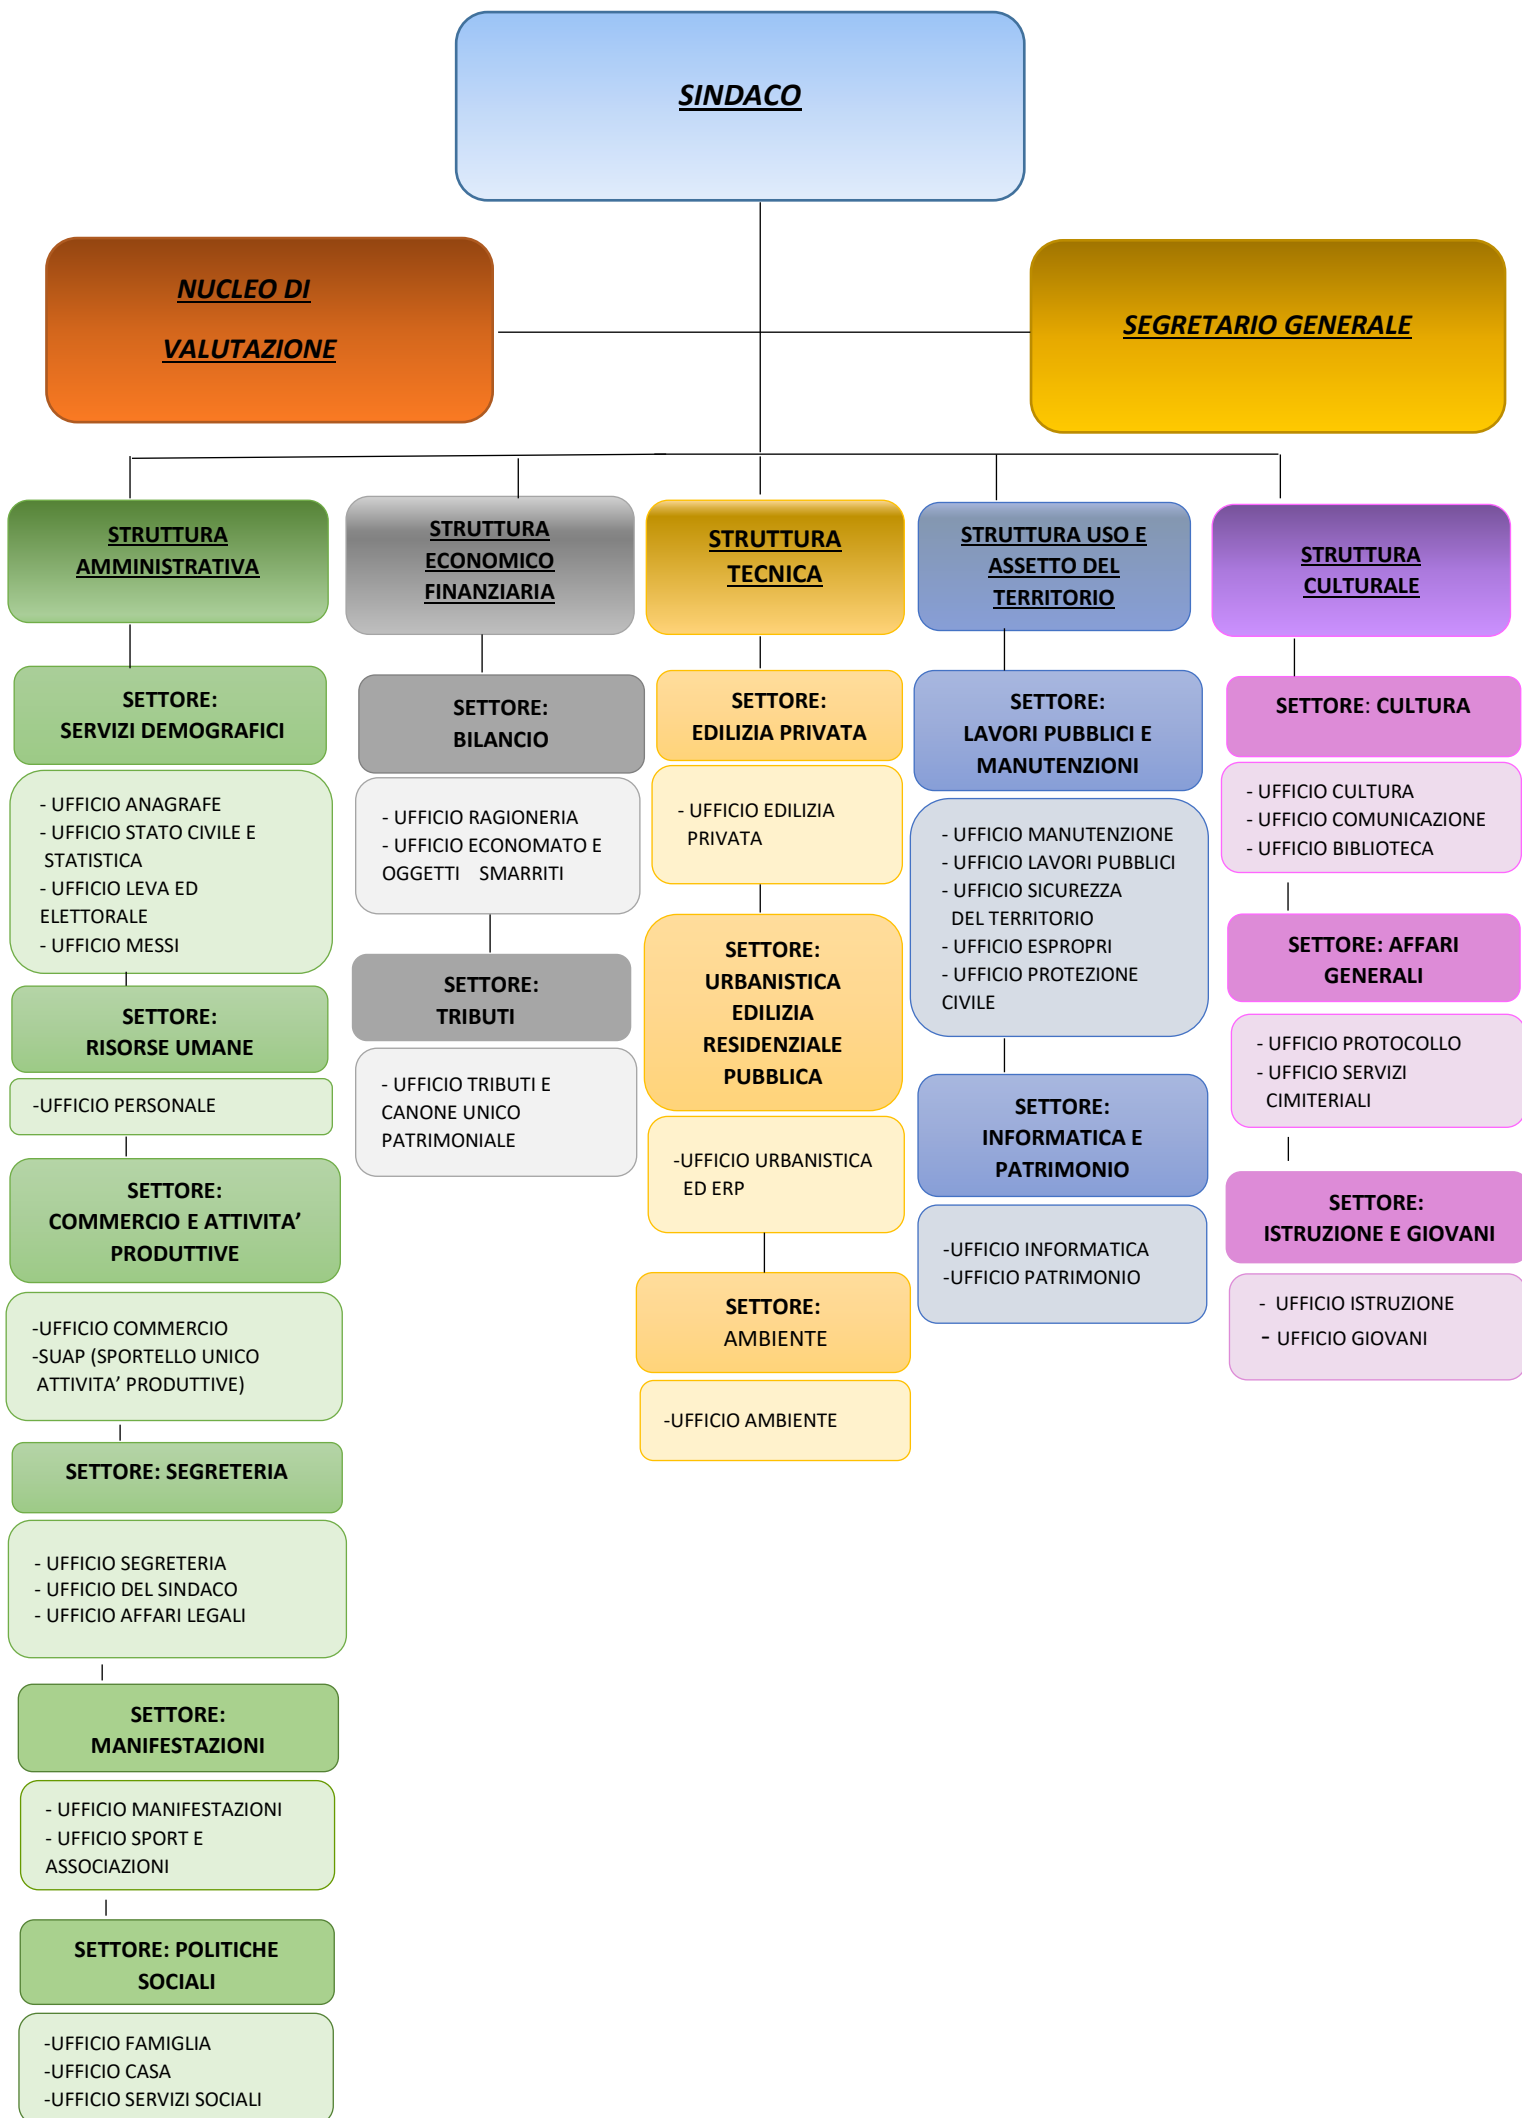 SINDACO
NUCLEO DI
VALUTAZIONE
SEGRETARIO GENERALE
STRUTTURA
AMMINISTRATIVA
SETTORE:
SERVIZI DEMOGRAFICI
- UFFICIO ANAGRAFE
- UFFICIO STATO CIVILE E
STATISTICA
- UFFICIO LEVA ED
ELETTORALE
- UFFICIO MESSI
SETTORE:
RISORSE UMANE
-UFFICIO PERSONALE
SETTORE:
COMMERCIO E ATTIVITA’
PRODUTTIVE
-UFFICIO COMMERCIO
-SUAP (SPORTELLO UNICO
ATTIVITA’ PRODUTTIVE)
SETTORE: SEGRETERIA
- UFFICIO SEGRETERIA
- UFFICIO DEL SINDACO
- UFFICIO AFFARI LEGALI
SETTORE:
MANIFESTAZIONI
- UFFICIO MANIFESTAZIONI
- UFFICIO SPORT E
ASSOCIAZIONI
SETTORE: POLITICHE
SOCIALI
-UFFICIO FAMIGLIA
-UFFICIO CASA
-UFFICIO SERVIZI SOCIALI
STRUTTURA
ECONOMICO
FINANZIARIA
SETTORE:
BILANCIO
- UFFICIO RAGIONERIA
- UFFICIO ECONOMATO E
OGGETTI SMARRITI
SETTORE:
TRIBUTI
- UFFICIO TRIBUTI E
CANONE UNICO
PATRIMONIALE
STRUTTURA
TECNICA
SETTORE:
EDILIZIA PRIVATA
- UFFICIO EDILIZIA
PRIVATA
SETTORE:
URBANISTICA
EDILIZIA
RESIDENZIALE
PUBBLICA
-UFFICIO URBANISTICA
ED ERP
SETTORE:
AMBIENTE
-UFFICIO AMBIENTE
STRUTTURA USO E
ASSETTO DEL
TERRITORIO
SETTORE:
LAVORI PUBBLICI E
MANUTENZIONI
- UFFICIO MANUTENZIONE
- UFFICIO LAVORI PUBBLICI
- UFFICIO SICUREZZA
DEL TERRITORIO
- UFFICIO ESPROPRI
- UFFICIO PROTEZIONE
CIVILE
SETTORE:
INFORMATICA E
PATRIMONIO
-UFFICIO INFORMATICA
-UFFICIO PATRIMONIO
STRUTTURA
CULTURALE
SETTORE: CULTURA
- UFFICIO CULTURA
- UFFICIO COMUNICAZIONE
- UFFICIO BIBLIOTECA
SETTORE: AFFARI
GENERALI
- UFFICIO PROTOCOLLO
- UFFICIO SERVIZI
CIMITERIALI
SETTORE:
ISTRUZIONE E GIOVANI
- UFFICIO ISTRUZIONE
- UFFICIO GIOVANI